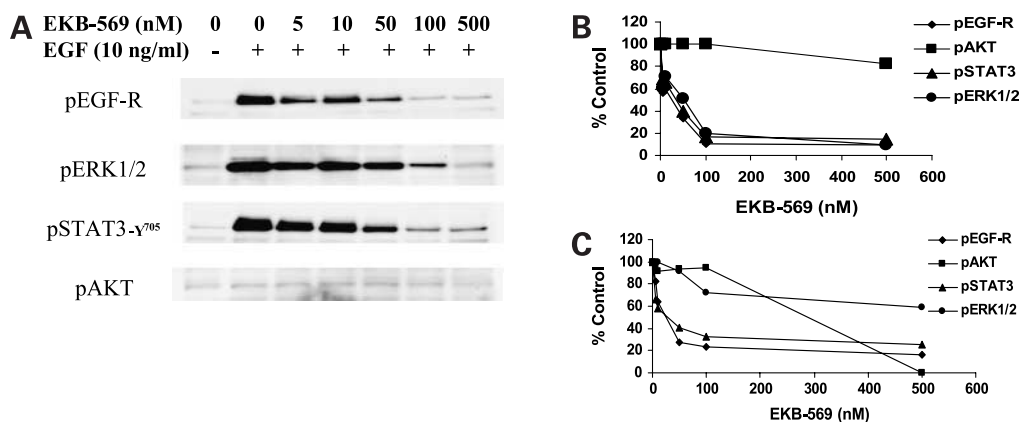 A
EKB-569 (nM) 0 0 5 10 50 100 500
EGF (10 ng/ml) - + + + + + +
pEGF-R
pERK1/2
pSTAT3-Y705
pAKT
B
120
100
80
60
40
20
0
% Control
0 100 200 300 400 500 600
EKB-569 (nM)
pEGF-R
pAKT
pSTAT3
pERK1/2
C
120
100
80
60
40
20
0
% Control
0 100 200 300 400 500 600
EKB-569 (nM)
pEGF-R
pAKT
pSTAT3
pERK1/2